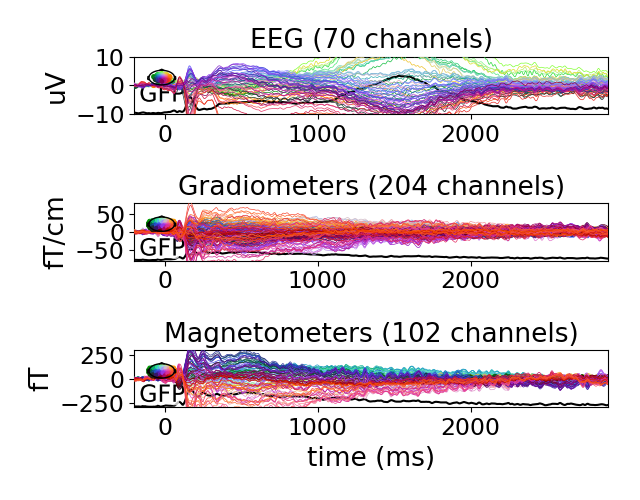 EEG (70 channels)
uV
10
0
−10
GFP
0 1000 2000
Gradiometers (204 channels)
fT/cm
50
0
−50
GFP
0 1000 2000
Magnetometers (102 channels)
fT
250
0
−250
GFP
0 1000 2000
time (ms)